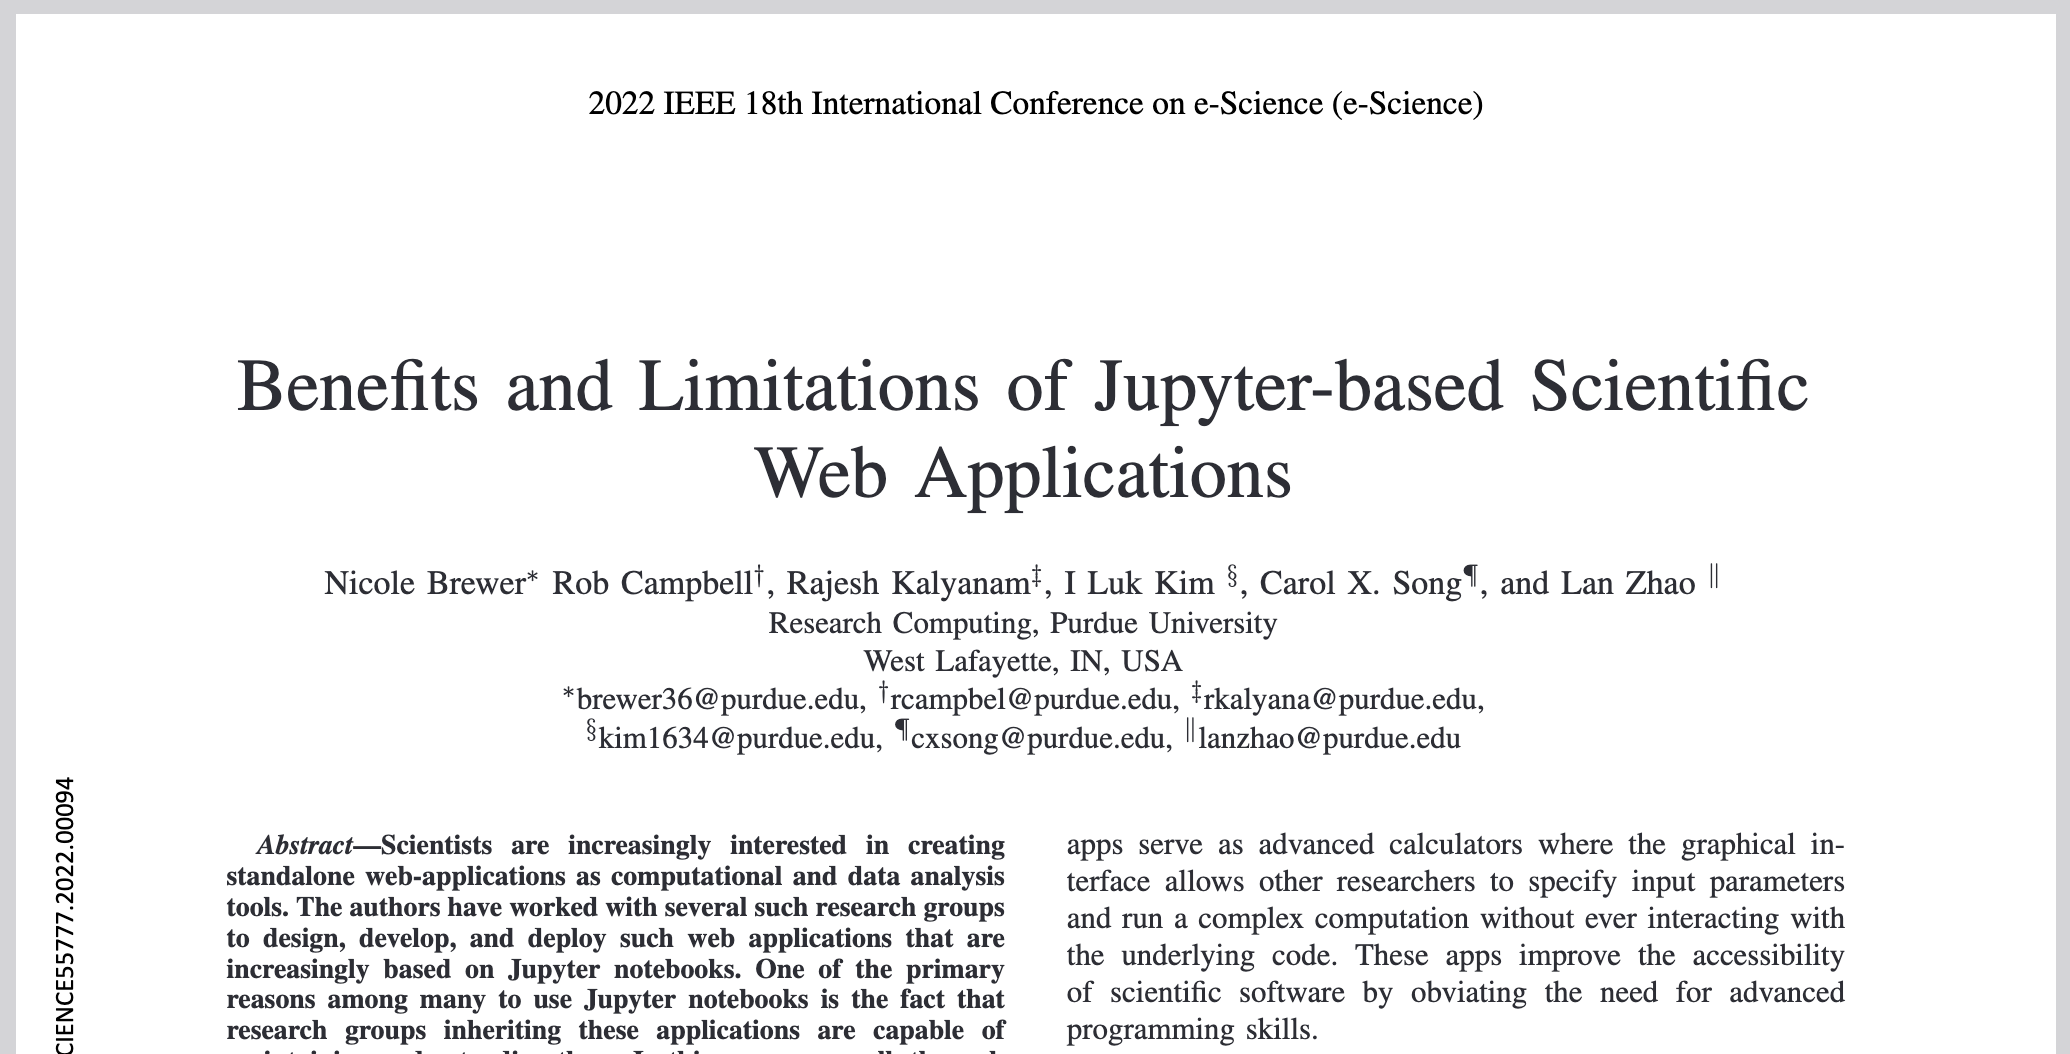 2022 IEEE 18th International Conference on e-Science (e-Science)
Benefits and Limitations of Jupyter-based Scientific
Web Applications
Nicole Brewer* Rob Campbell†, Rajesh Kalyanam‡, I Luk Kim §, Carol X. Song¶, and Lan Zhao ∥
Research Computing, Purdue University
West Lafayette, IN, USA
*brewer36@purdue.edu, †rcampbel@purdue.edu, ‡rkalyana@purdue.edu,
§kim1634@purdue.edu, ¶cxsong@purdue.edu, ∥lanzhao@purdue.edu
CIENCE55777.2022.00094
Abstract—Scientists are increasingly interested in creating
standalone web-applications as computational and data analysis
tools. The authors have worked with several such research groups
to design, develop, and deploy such web applications that are
increasingly based on Jupyter notebooks. One of the primary
reasons among many to use Jupyter notebooks is the fact that
research groups inheriting these applications are capable of
apps serve as advanced calculators where the graphical in-
terface allows other researchers to specify input parameters
and run a complex computation without ever interacting with
the underlying code. These apps improve the accessibility
of scientific software by obviating the need for advanced
programming skills.